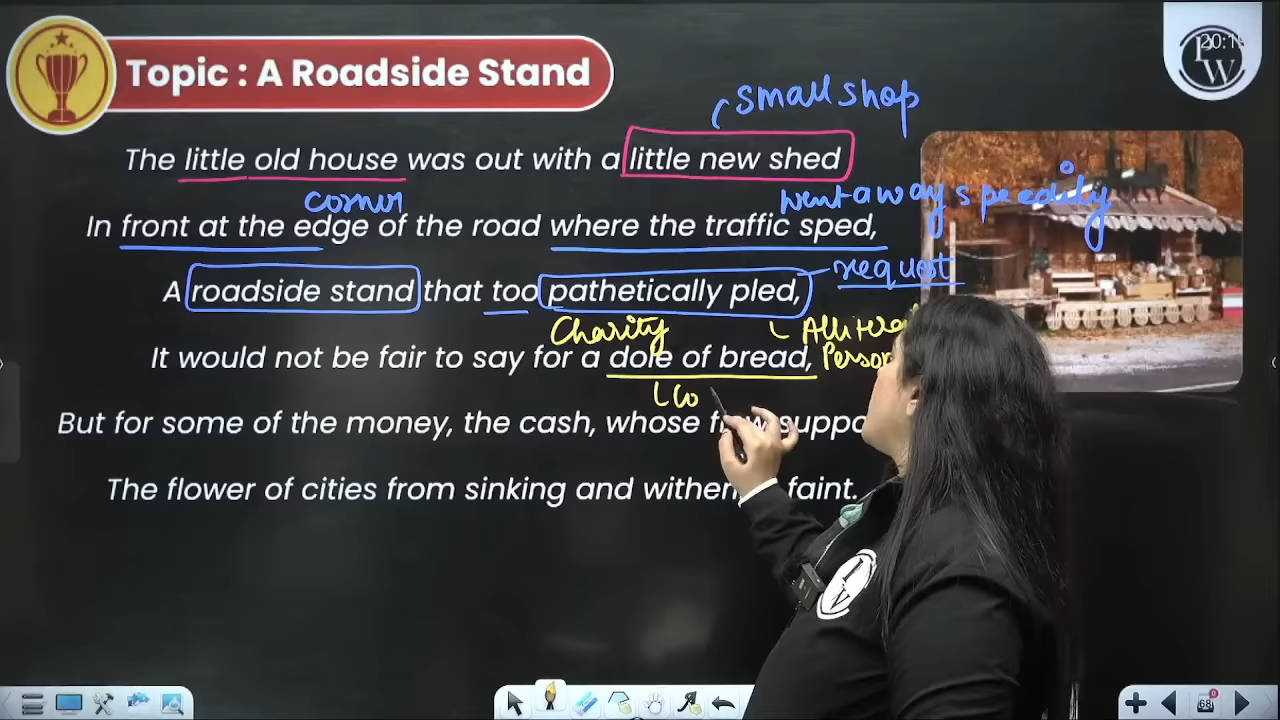 Topic : A Roadside Stand
small shop
The little old house was out with a little new shed
corner
went away speedily
In front at the edge of the road where the traffic sped,
request
A roadside stand that too pathetically pled,
Charity
It would not be fair to say for a dole of bread,
But for some of the money, the cash, whose
The flower of cities from sinking and faint.
PW
68